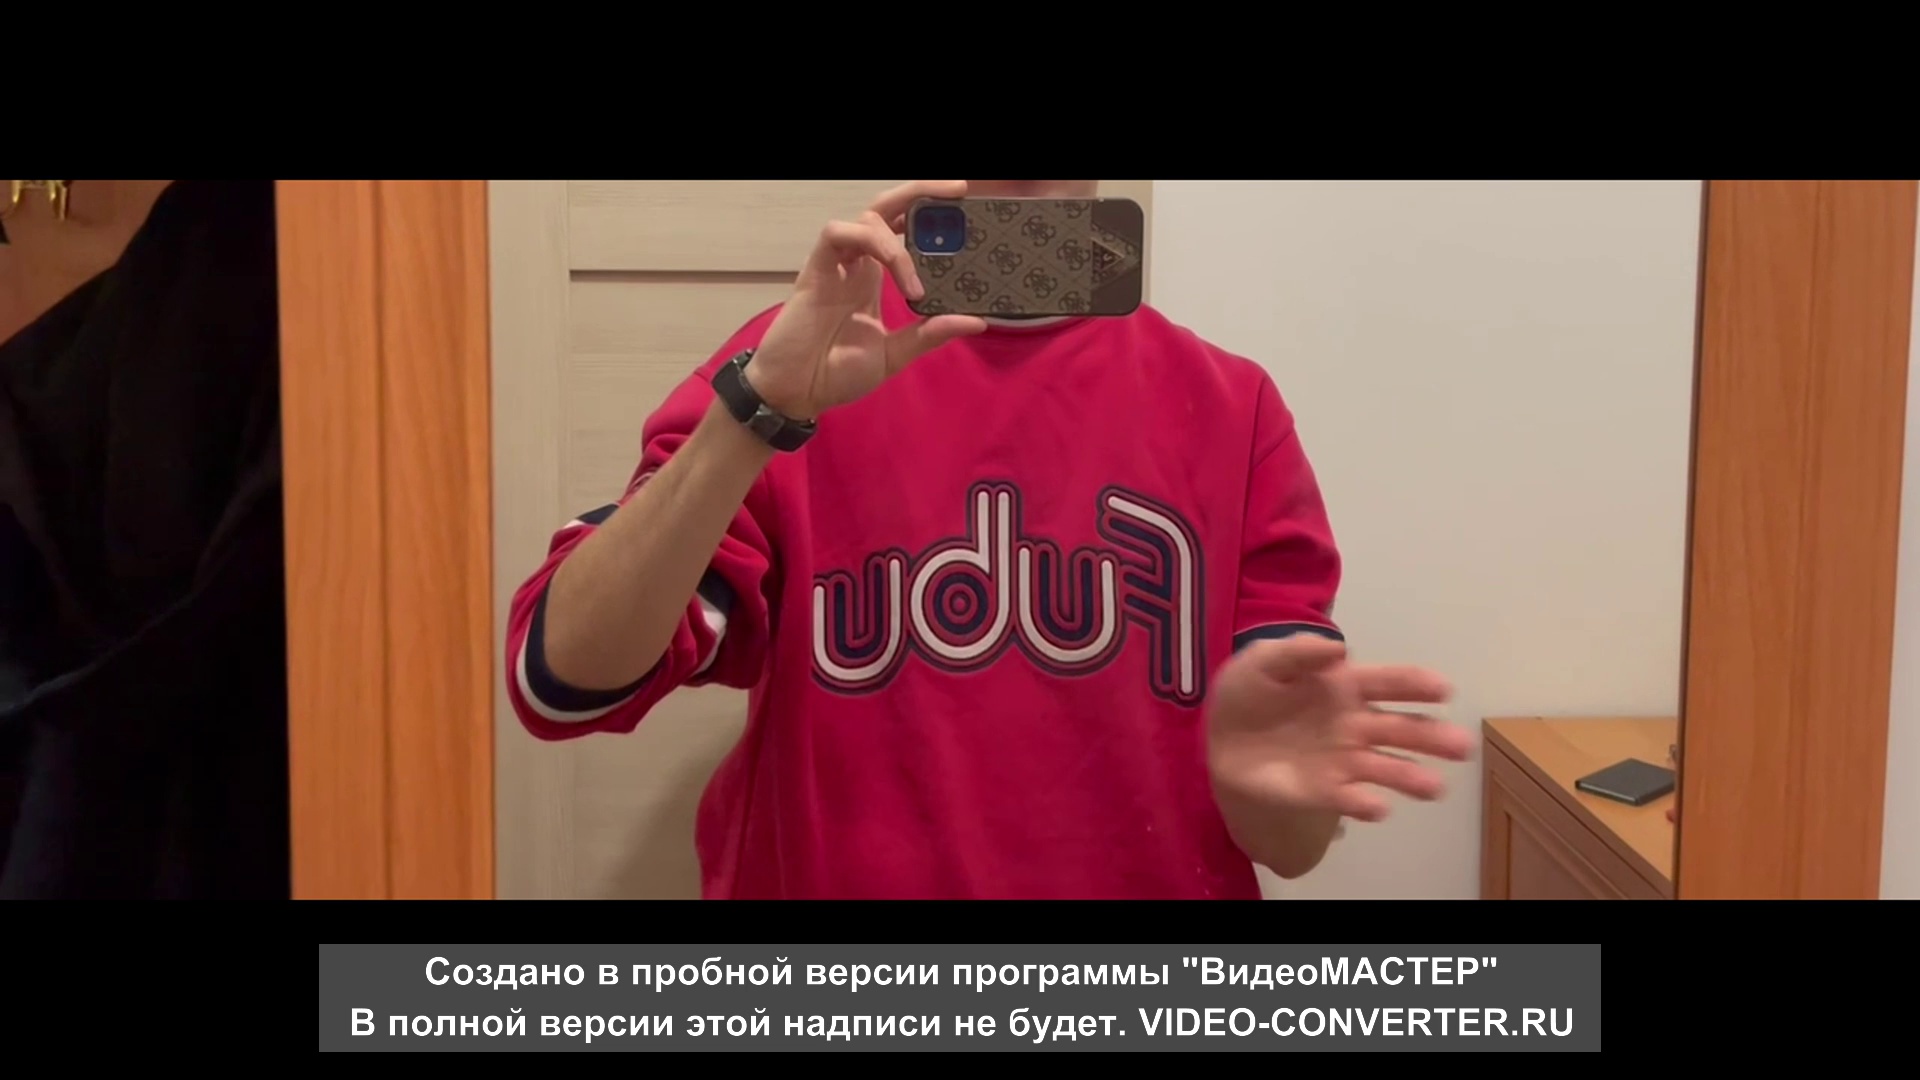 Fubu
Создано в пробной версии программы "ВидеоМАСТЕР"
В полной версии этой надписи не будет. VIDEO-CONVERTER.RU